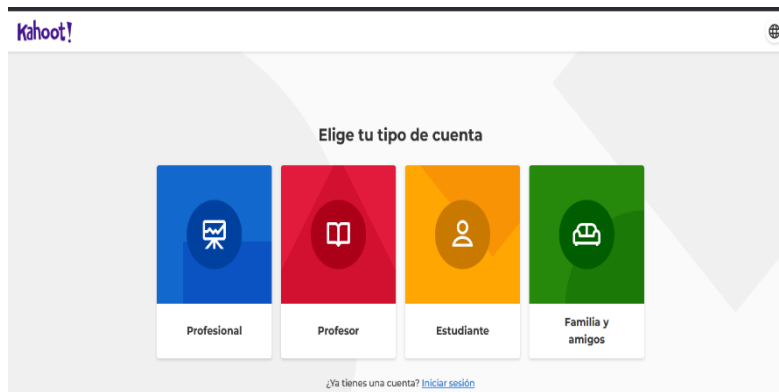 Kahoot!
Elige tu tipo de cuenta
Profesional
Profesor
Estudiante
Familia y
amigos
¿Ya tienes una cuenta? Iniciar sesión